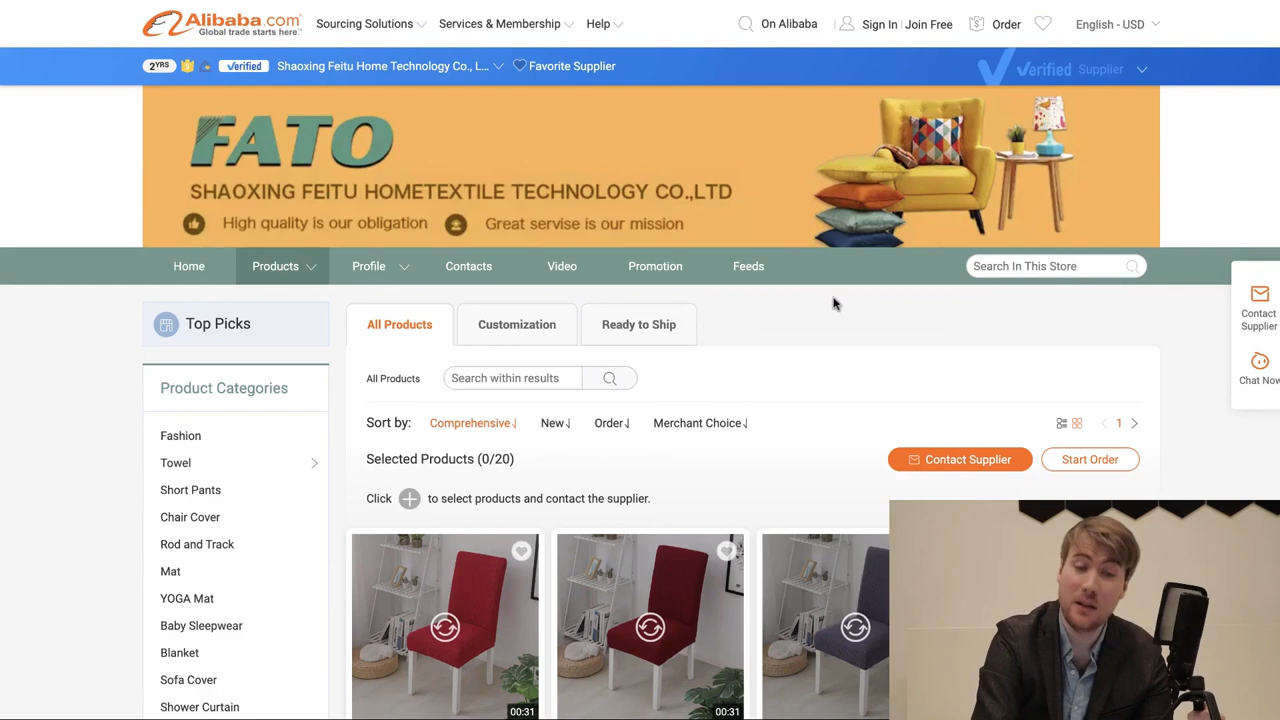 Alibaba.com
Global trade starts here.™
Sourcing Solutions
Services & Membership
Help
On Alibaba
Sign In
Join Free
Order
English - USD
2YRS
Verified
Shaoxing Feitu Home Technology Co., L...
Favorite Supplier
Verified Supplier
FATO
SHAOXING FEITU HOMETEXTILE TECHNOLOGY CO.,LTD
High quality is our obligation
Great servise is our mission
Home
Products
Profile
Contacts
Video
Promotion
Feeds
Search In This Store
Contact
Supplier
Chat Now
Top Picks
Product Categories
Fashion
Towel
Short Pants
Chair Cover
Rod and Track
Mat
YOGA Mat
Baby Sleepwear
Blanket
Sofa Cover
Shower Curtain
All Products
Customization
Ready to Ship
All Products
Search within results
Sort by:
Comprehensive
New
Order
Merchant Choice
1
Selected Products (0/20)
Contact Supplier
Start Order
Click
to select products and contact the supplier.
00:31
00:31